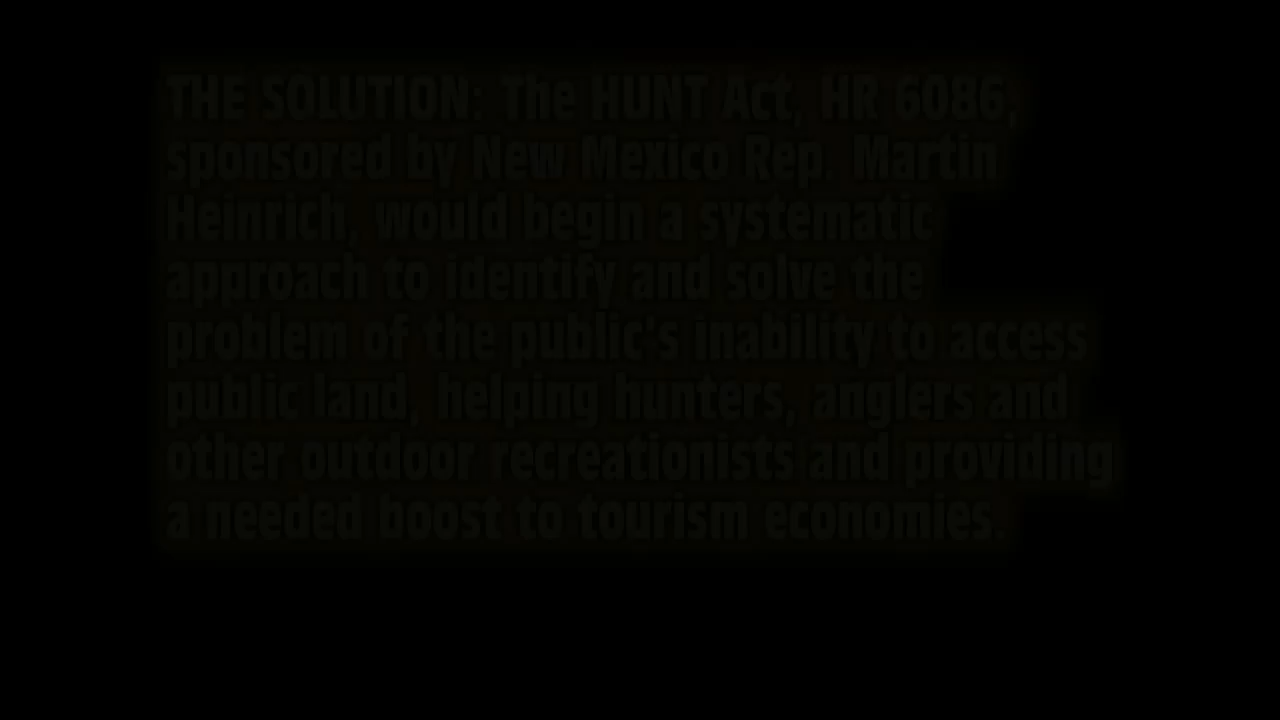 THE SOLUTION: The HUNT Act, HR 6086,
sponsored by New Mexico Rep. Martin
Heinrich, would begin a systematic
approach to identify and solve the
problem of the public's inability to access
public land, helping hunters, anglers and
other outdoor recreationists and providing
a needed boost to tourism economies.